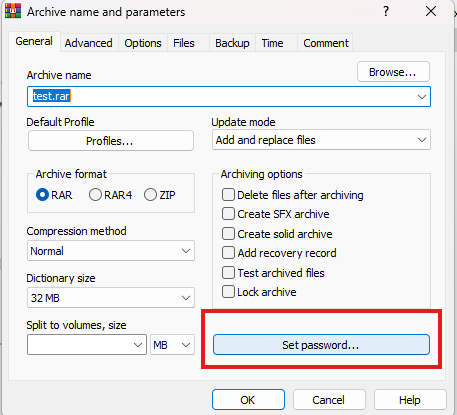 Archive name and parameters
General Advanced Options Files Backup Time Comment
Archive name
Browse...
test.rar
Default Profile
Profiles...
Update mode
Add and replace files
Archive format
RAR RAR4 ZIP
Compression method
Normal
Dictionary size
32 MB
Split to volumes, size
MB
Archiving options
Delete files after archiving
Create SFX archive
Create solid archive
Add recovery record
Test archived files
Lock archive
Set password...
OK Cancel Help